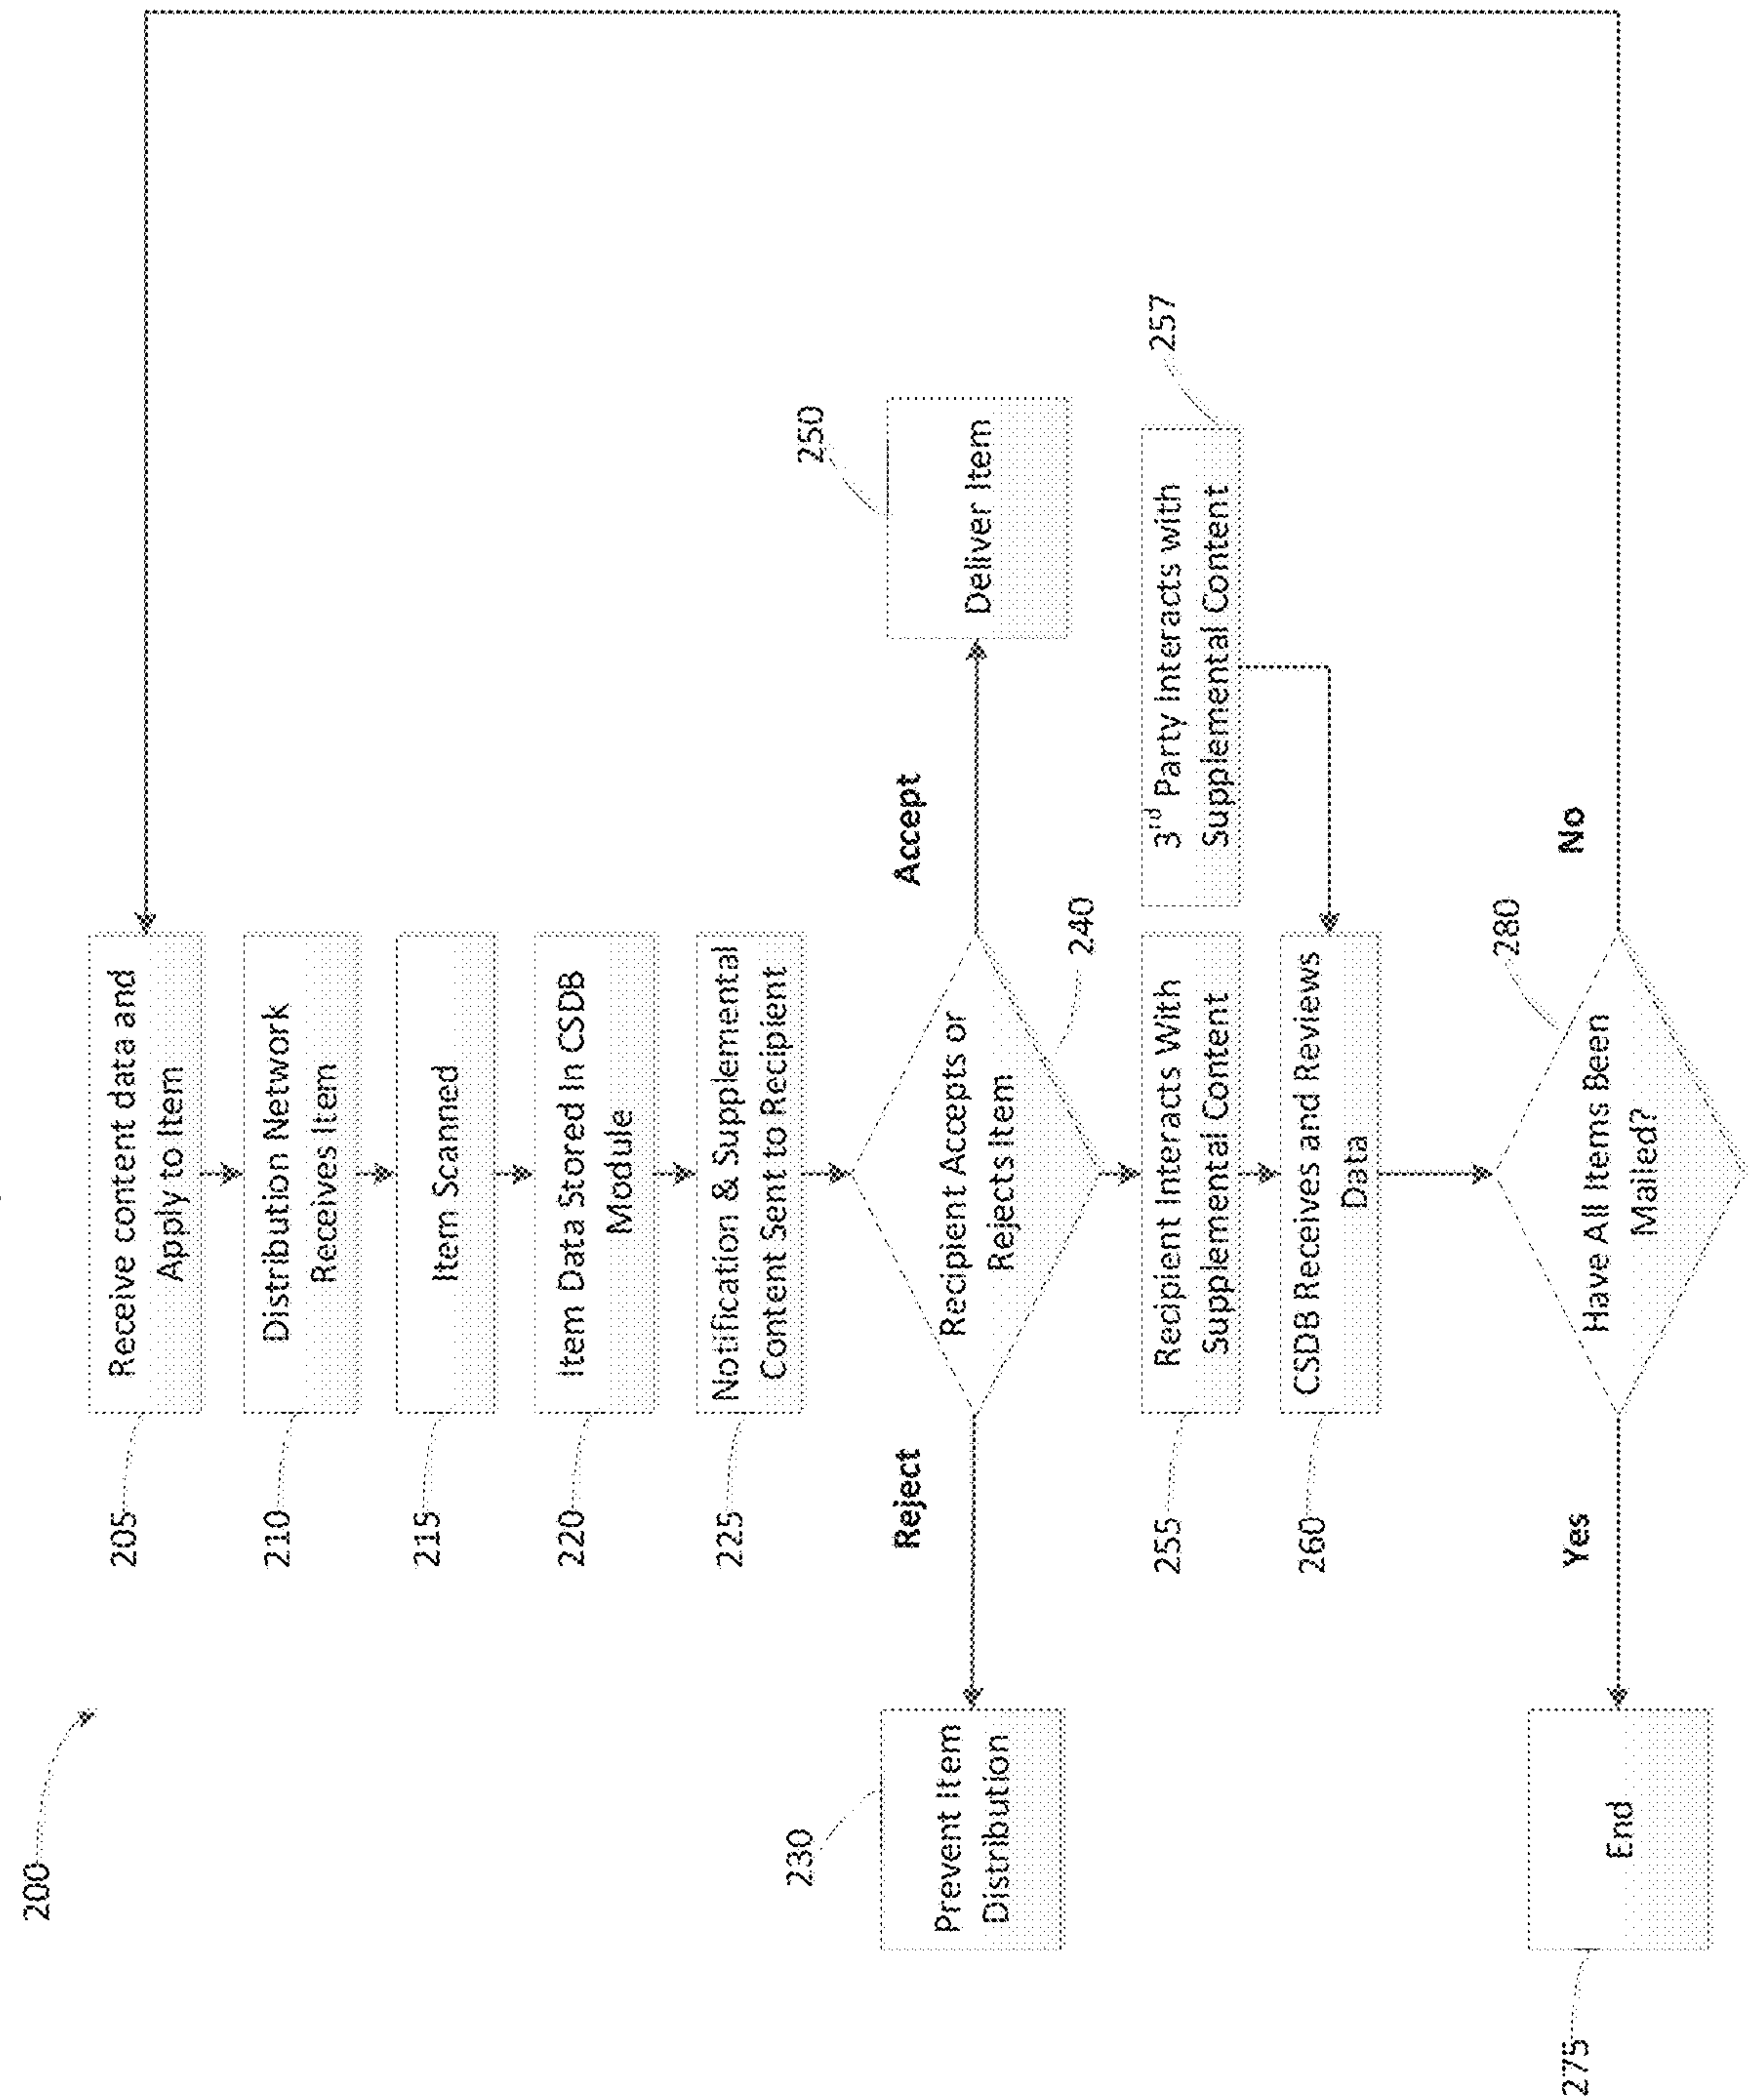 200
205
Receive content data and
Apply to Item
210
Distribution Network
Receives Item
215
Item Scanned
220
Item Data Stored In CSDB
Module
225
Notification & Supplemental
Content Sent to Recipient
Reject
Accept
230
Prevent Item
Distribution
Recipient Accepts or
Rejects Item
240
250
Deliver Item
255
Recipient Interacts With
Supplemental Content
3rd Party Interacts with
Supplemental Content
257
260
CSDB Receives and Reviews
Data
Yes
280
No
275
End
Have All Items Been
Mailed?